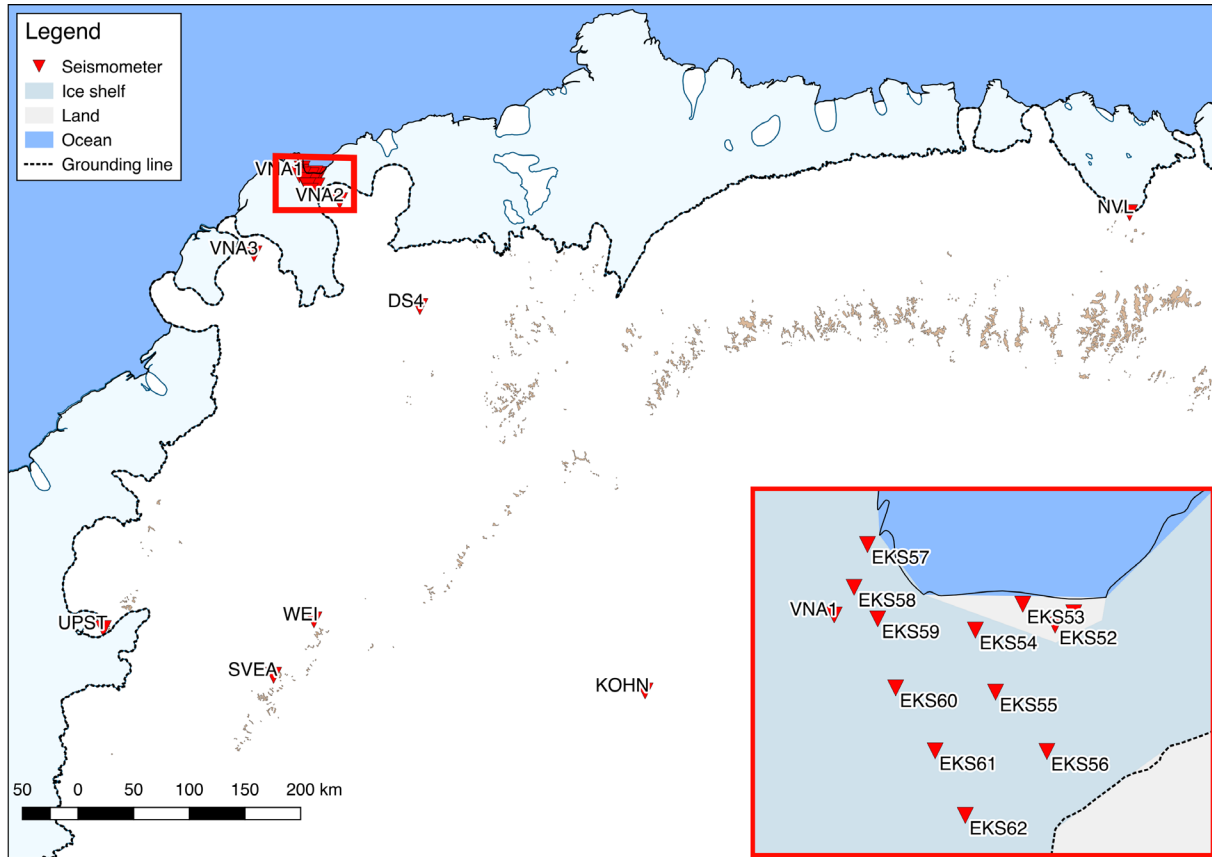 Legend
Seismometer
Ice shelf
Land
Ocean
Grounding line
VNA1
VNA2
VNA3
NVL
DS4
UPST
WEI
SVEA
KOHN
50 0 50 100 150 200 km
EKS57
EKS58
VNA1
EKS59
EKS53
EKS52
EKS54
EKS60
EKS55
EKS61
EKS56
EKS62